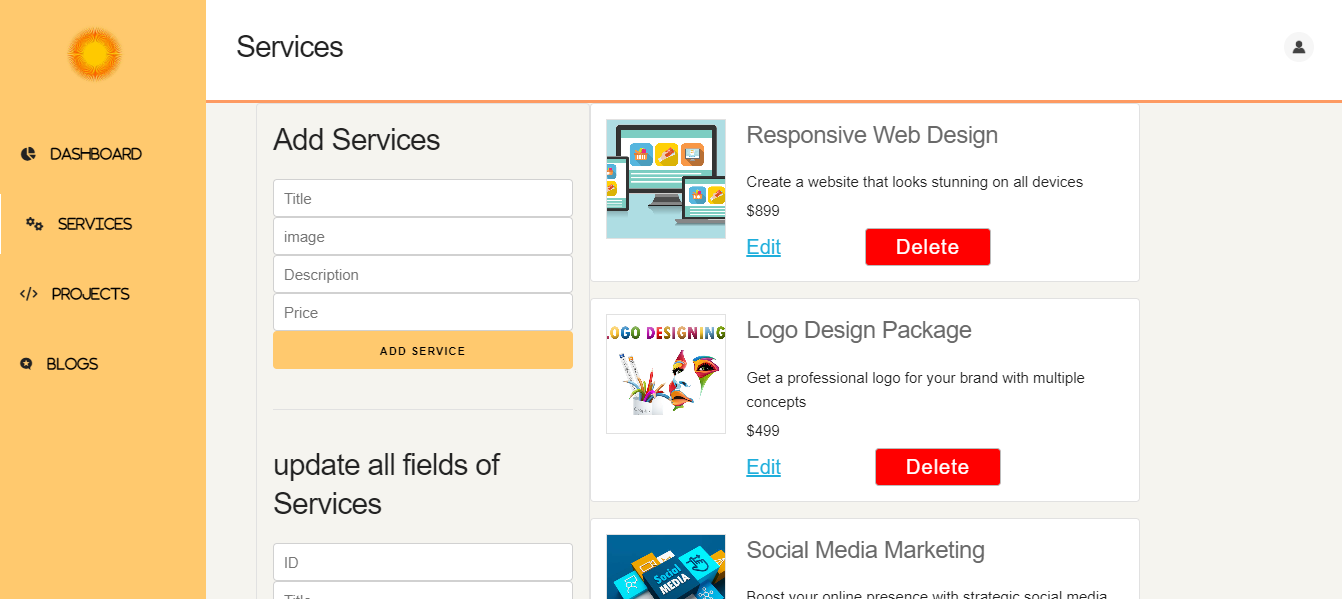 Services
DASHBOARD
SERVICES
PROJECTS
BLOGS
Add Services
Title
image
Description
Price
ADD SERVICE
update all fields of
Services
ID
Title
Responsive Web Design
Create a website that looks stunning on all devices
$899
Edit
Delete
LOGO DESIGNING
Logo Design Package
Get a professional logo for your brand with multiple
concepts
$499
Edit
Delete
Social
MEDIA
Social Media Marketing
Boost your online presence with strategic social media